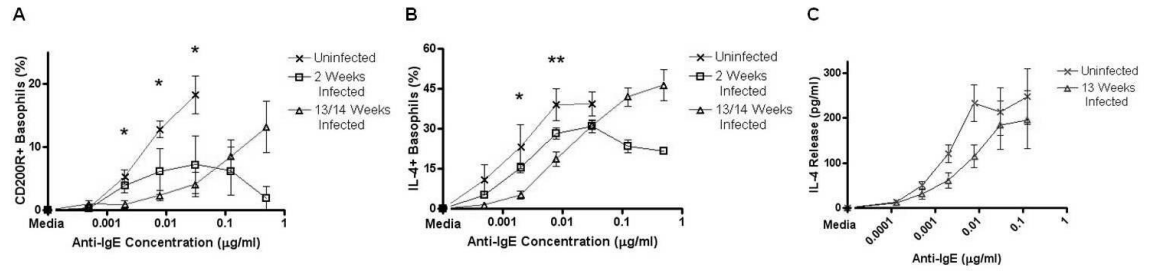 A
CD200R+ Basophils (%)
20
10
0
Media
0.001
0.01
0.1
1
Anti-IgE Concentration (μg/ml)
*
*
*
Uninfected
2 Weeks
Infected
13/14 Weeks
Infected
B
IL-4+ Basophils (%)
60
45
30
15
0
Media
0.001
0.01
0.1
1
Anti-IgE Concentration (μg/ml)
*
**
Uninfected
2 Weeks
Infected
13/14 Weeks
Infected
C
IL-4 Release (pg/ml)
300
200
100
0
Media
0.0001
0.001
0.01
0.1
1
Anti-IgE (μg/ml)
Uninfected
13 Weeks
Infected